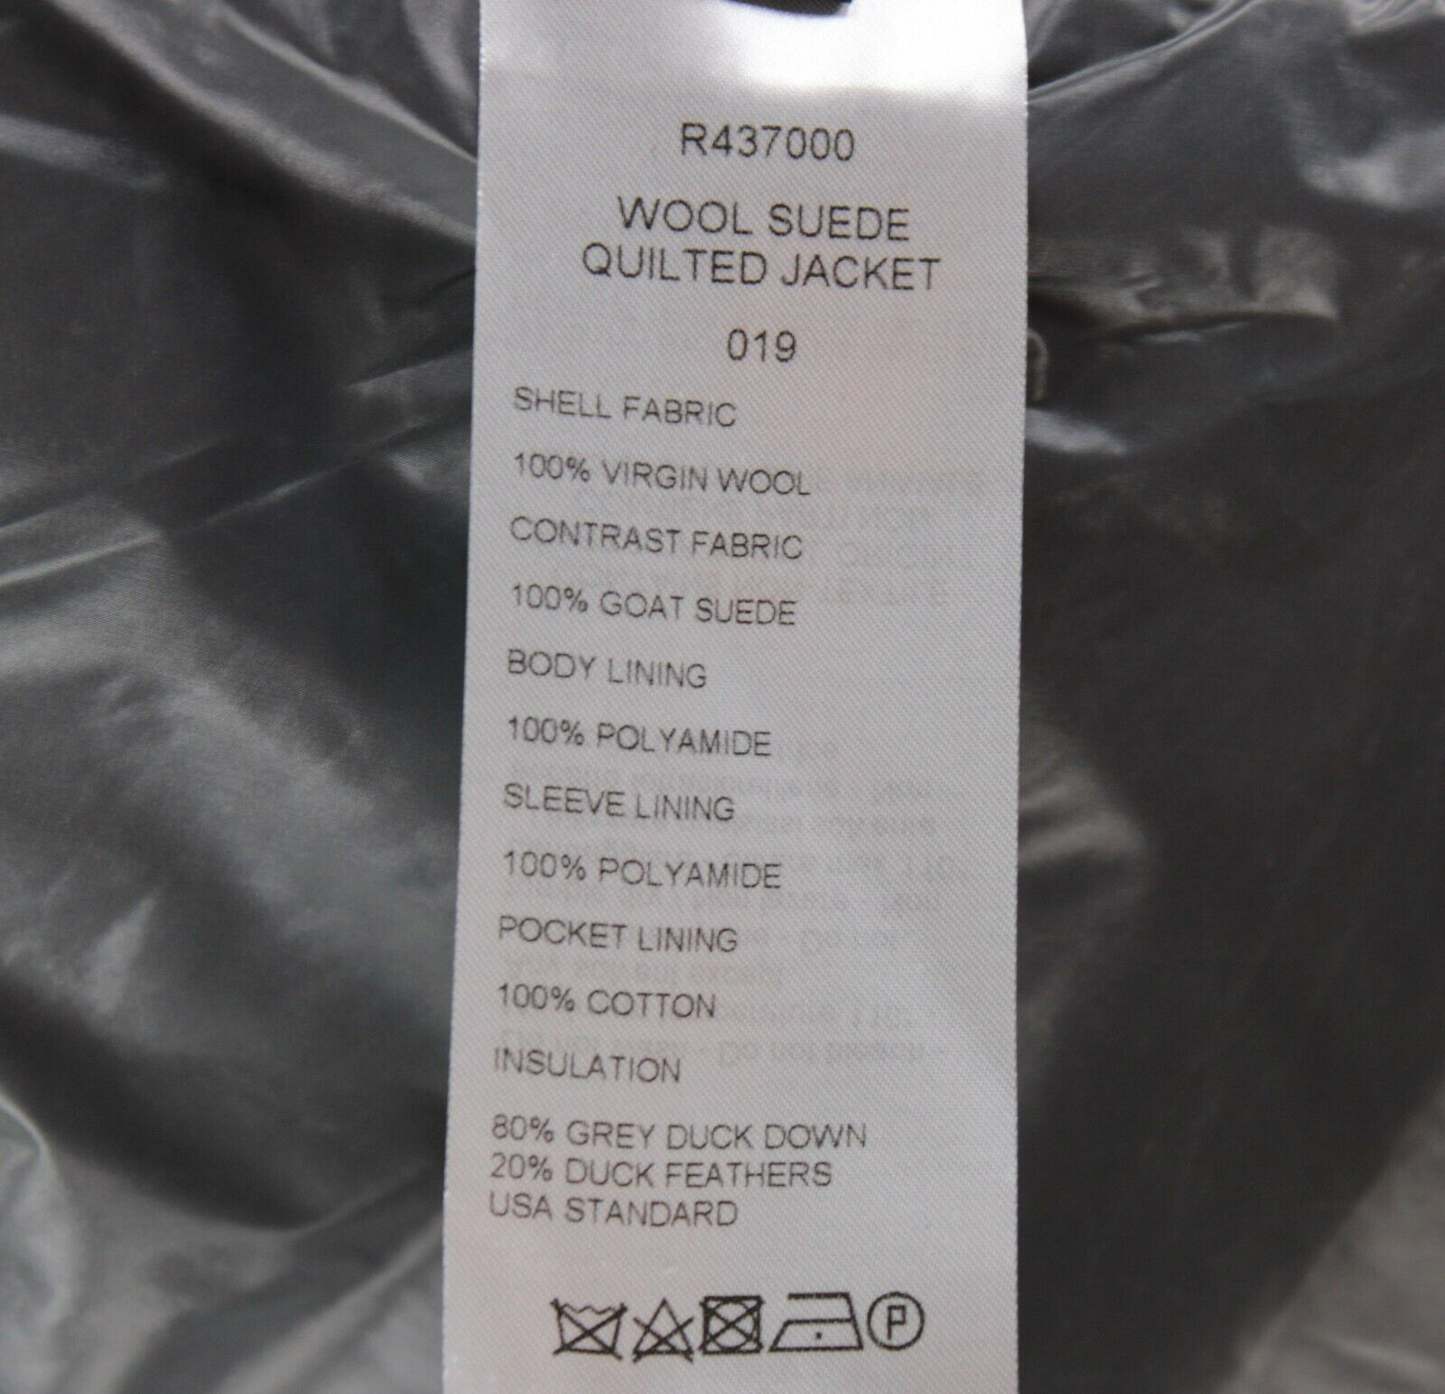 R437000
WOOL SUEDE
QUILTED JACKET
019
SHELL FABRIC
100% VIRGIN WOOL
CONTRAST FABRIC
100% GOAT SUEDE
BODY LINING
100% POLYAMIDE
SLEEVE LINING
100% POLYAMIDE
POCKET LINING
100% COTTON
INSULATION
80% GREY DUCK DOWN
20% DUCK FEATHERS
USA STANDARD
P